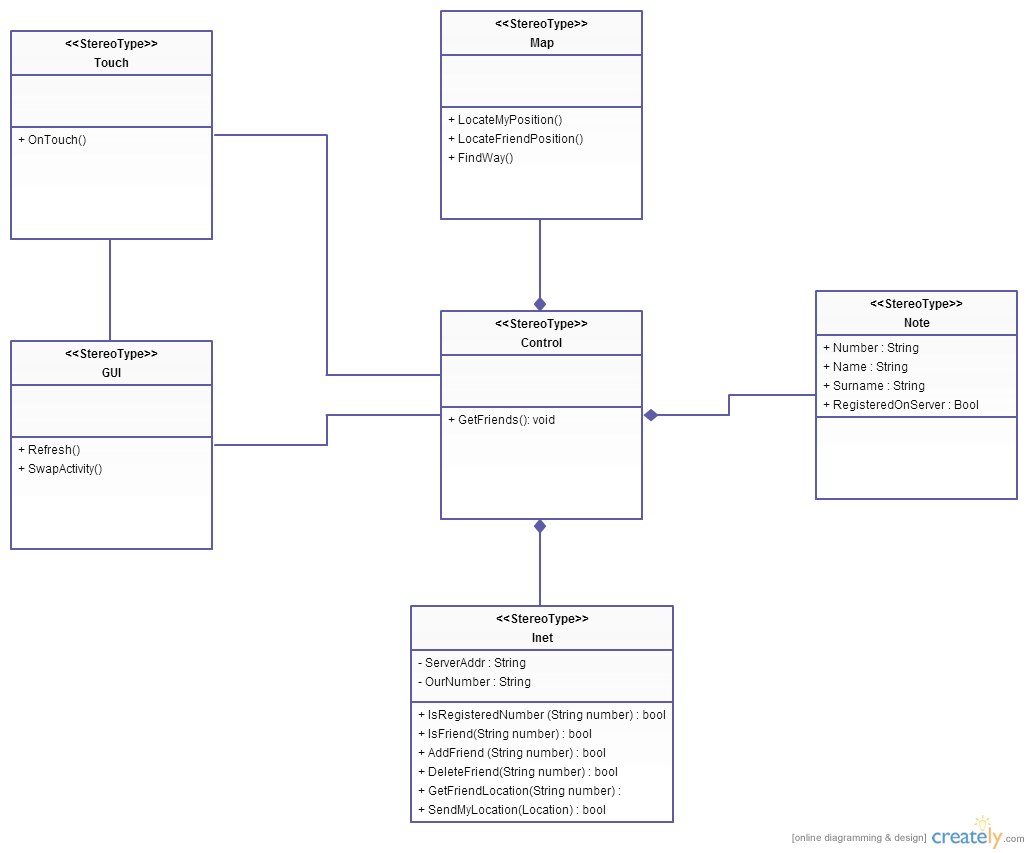 <<StereoType>>
Touch
+ OnTouch()
<<StereoType>>
Map
+ LocateMyPosition()
+ LocateFriendPosition()
+ FindWay()
<<StereoType>>
GUI
+ Refresh()
+ SwapActivity()
<<StereoType>>
Control
+ GetFriends(): void
<<StereoType>>
Note
+ Number : String
+ Name : String
+ Surname : String
+ RegisteredOnServer : Bool
<<StereoType>>
Inet
- ServerAddr : String
- OurNumber : String
+ IsRegisteredNumber (String number) : bool
+ IsFriend(String number) : bool
+ AddFriend (String number) : bool
+ DeleteFriend(String number) : bool
+ GetFriendLocation(String number) :
+ SendMyLocation(Location) : bool
[online diagramming & design] creately.com